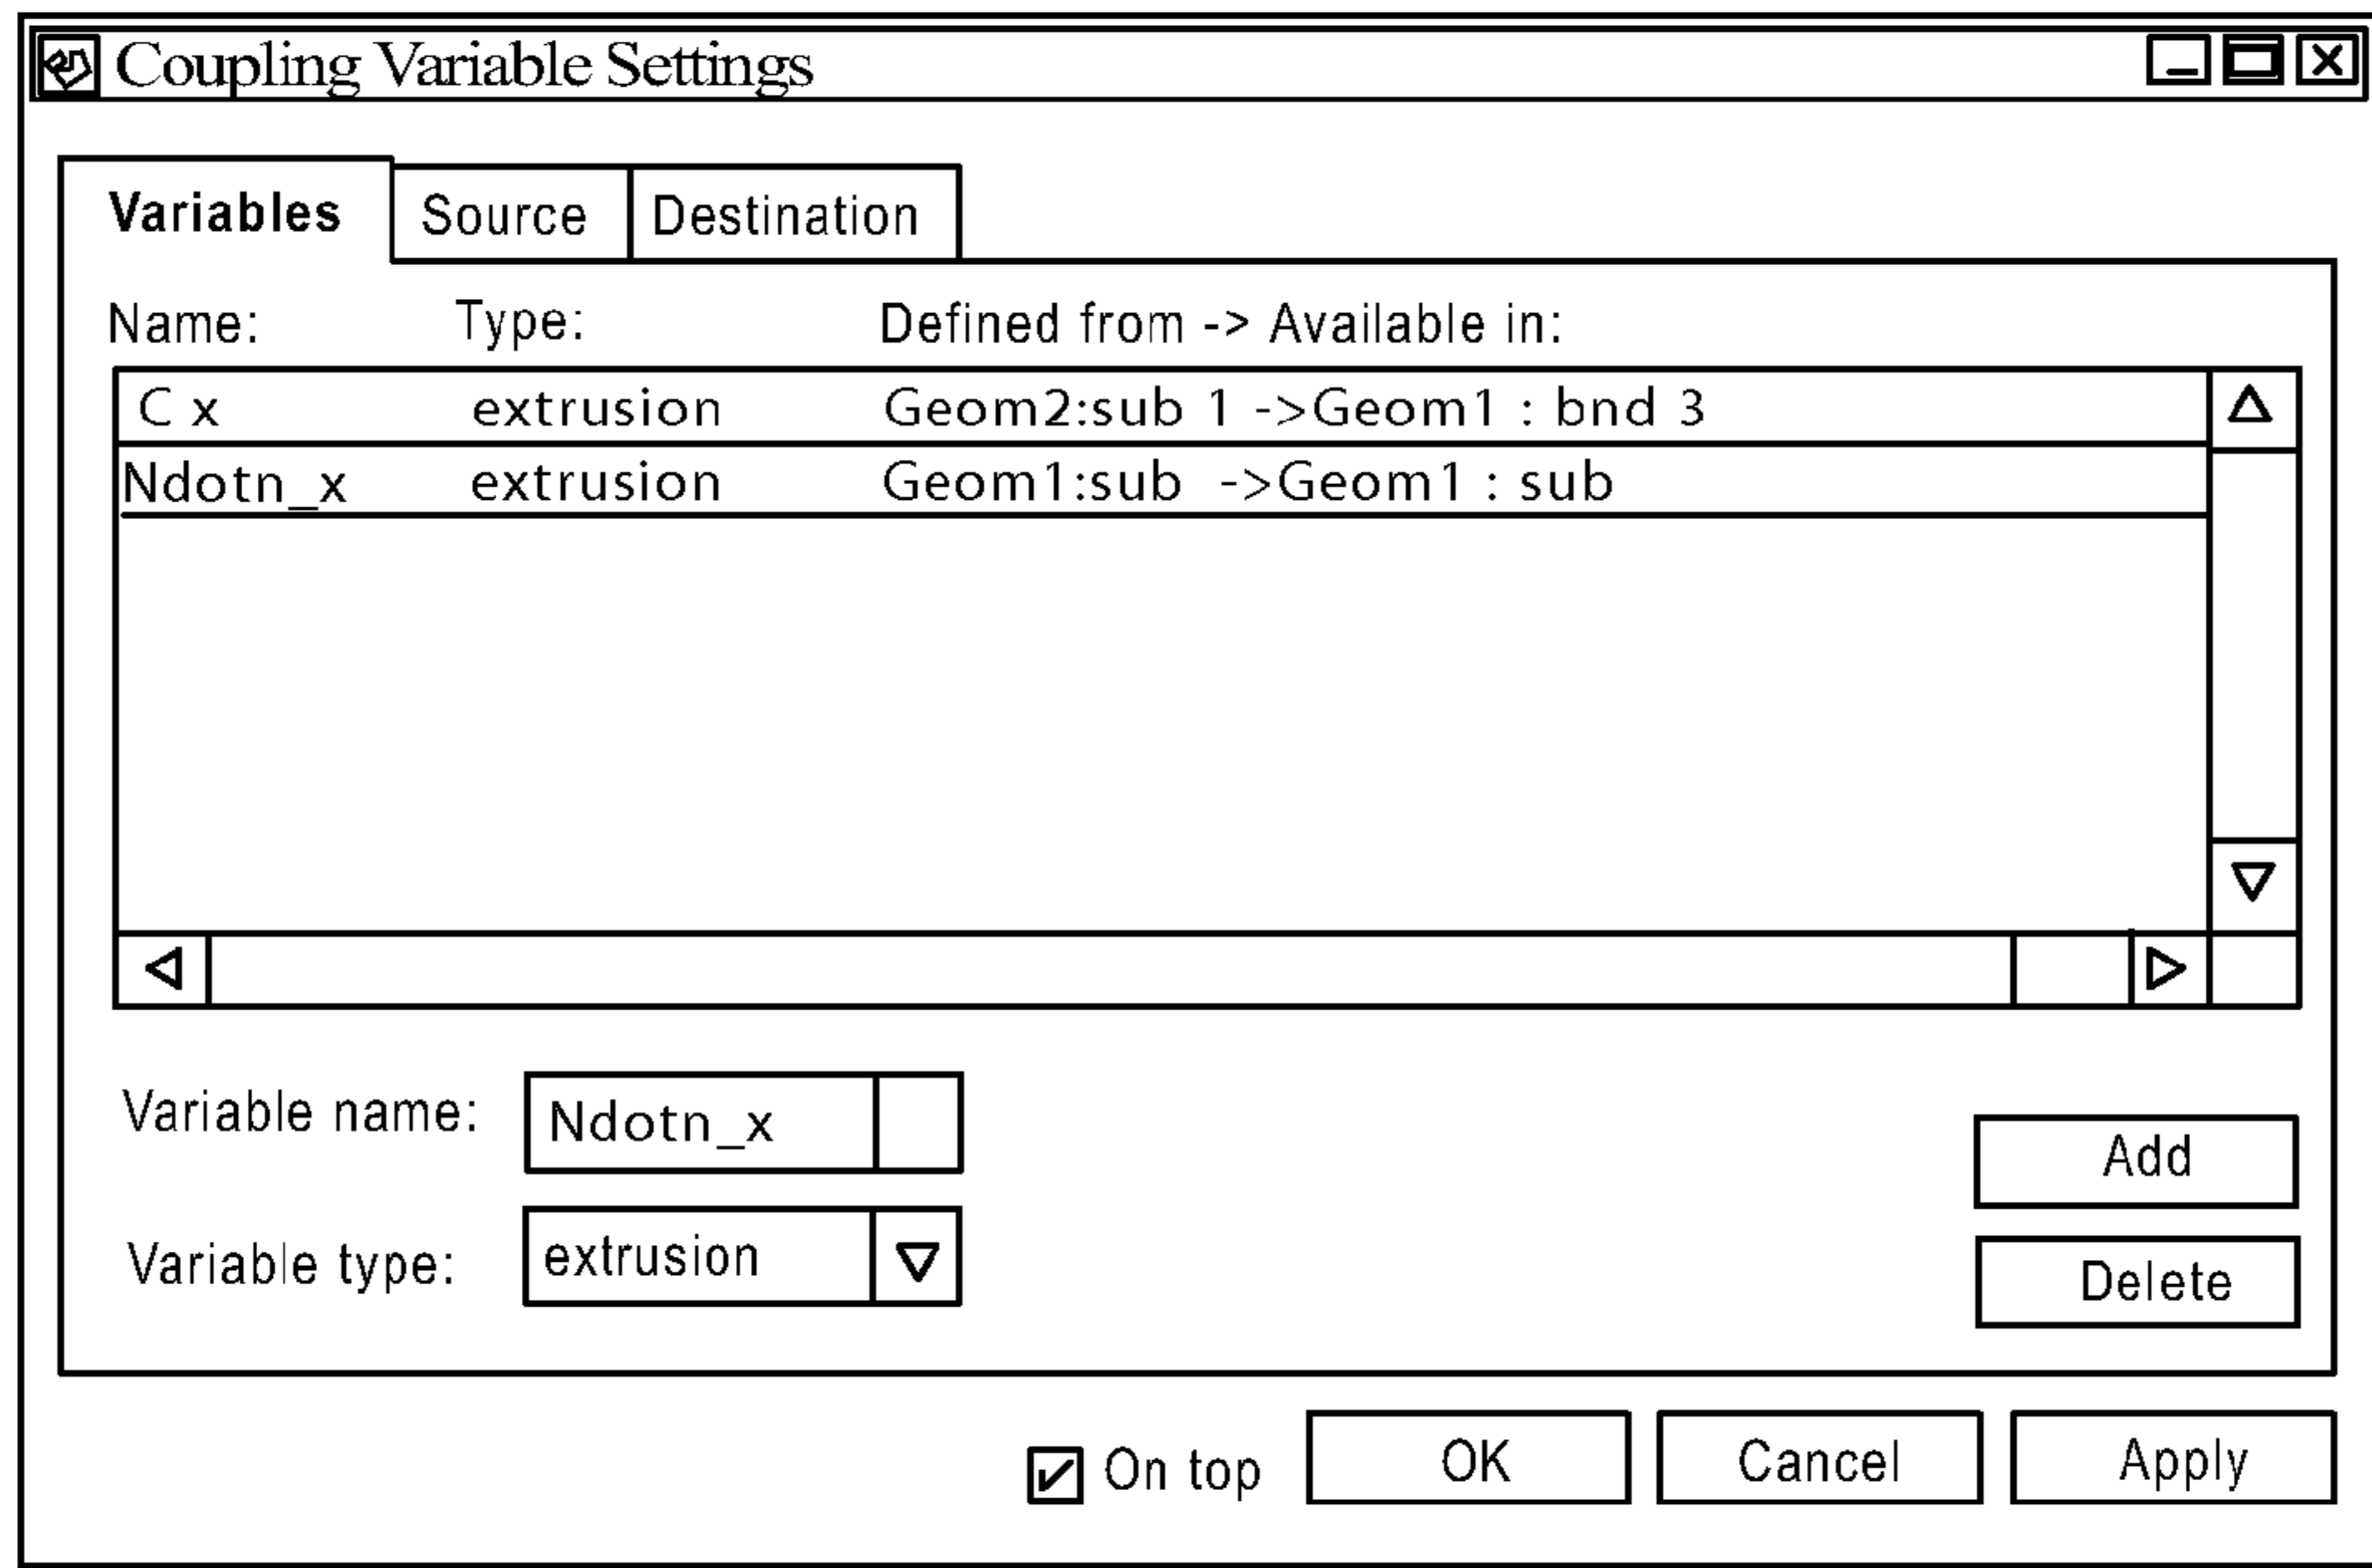 Coupling Variable Settings
Variables Source Destination
Name: Type: Defined from -> Available in:
C x extrusion Geom2:sub 1 ->Geom1 : bnd 3
Ndotn_x extrusion Geom1:sub ->Geom1 : sub
Variable name: Ndotn_x
Add
Variable type: extrusion
Delete
On top OK Cancel Apply